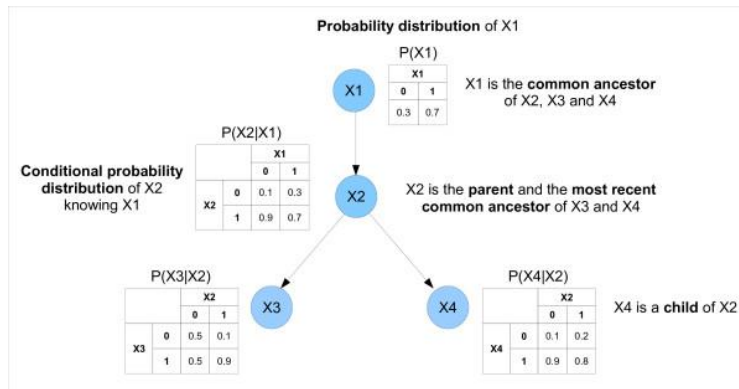 Probability distribution of X1
P(X1)
X1
0 1
0.3 0.7
X1
X1 is the common ancestor
of X2, X3 and X4
P(X2|X1)
X1
0 1
X2 0 0.1 0.3
1 0.9 0.7
Conditional probability
distribution of X2
knowing X1
X2
X2 is the parent and the most recent
common ancestor of X3 and X4
P(X3|X2)
X2
0 1
X3 0 0.5 0.1
1 0.5 0.9
X3
X4
P(X4|X2)
X2
0 1
X4 0 0.1 0.2
1 0.9 0.8
X4 is a child of X2